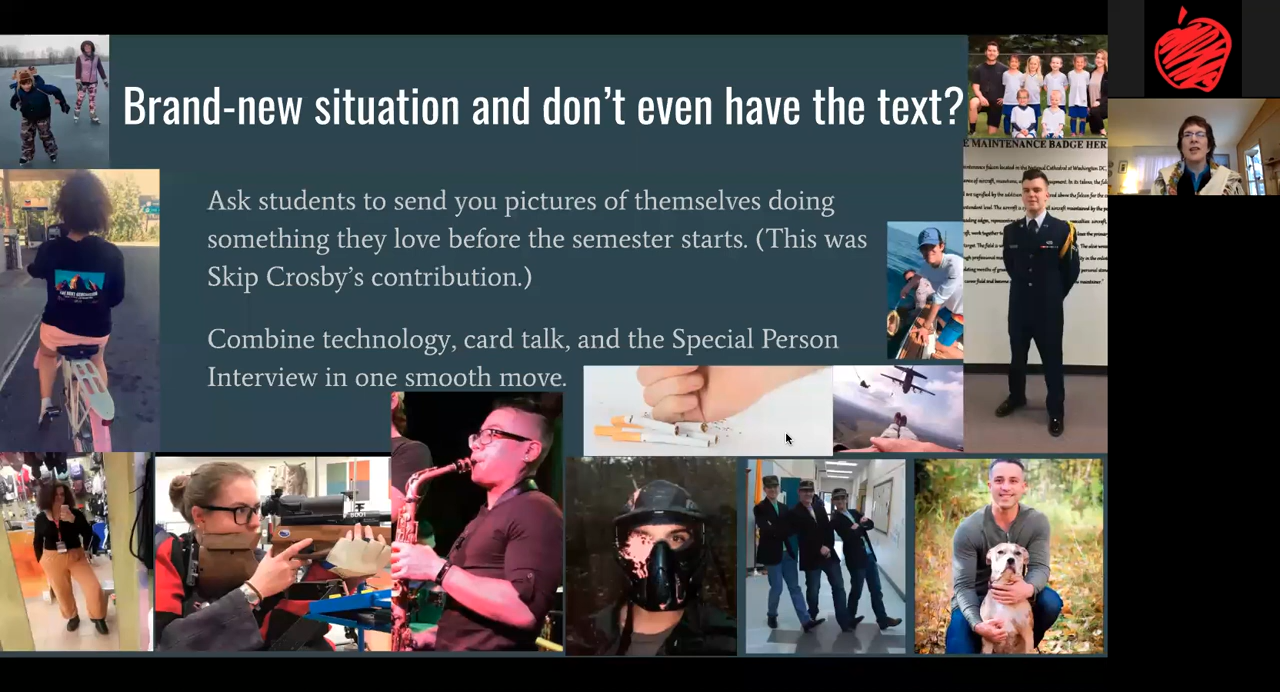 Brand-new situation and don't even have the text?
Ask students to send you pictures of themselves doing
something they love before the semester starts. (This was
Skip Crosby's contribution.)
Combine technology, card talk, and the Special Person
Interview in one smooth move.
E MAINTENANCE BADGE HER